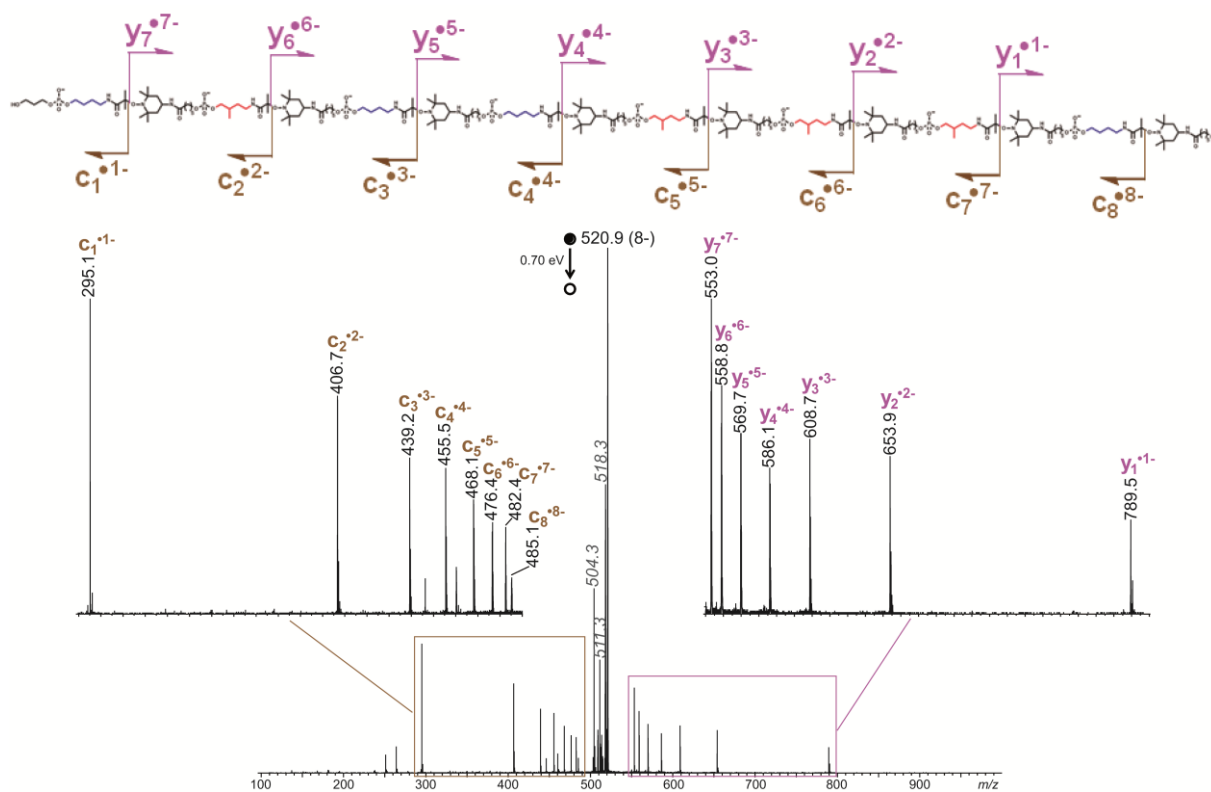 y7•7- y6•6- y5•5- y4•4- y3•3- y2•2- y1•1-
c1•1- c2•2- c3•3- c4•4- c5•5- c6•6- c7•7- c8•8-
520.9 (8-)
0.70 eV
c1•1-
295.1
c2•2-
406.7
c3•3-
439.2
c4•4-
455.5
c5•5-
468.1
c6•6-
476.4
c7•7-
482.4
c8•8-
485.1
504.3
511.3
518.3
y7•7-
553.0
y6•6-
558.8
y5•5-
569.7
y4•4-
586.1
y3•3-
608.7
y2•2-
653.9
y1•1-
789.5
100 200 300 400 500 600 700 800 900 m/z